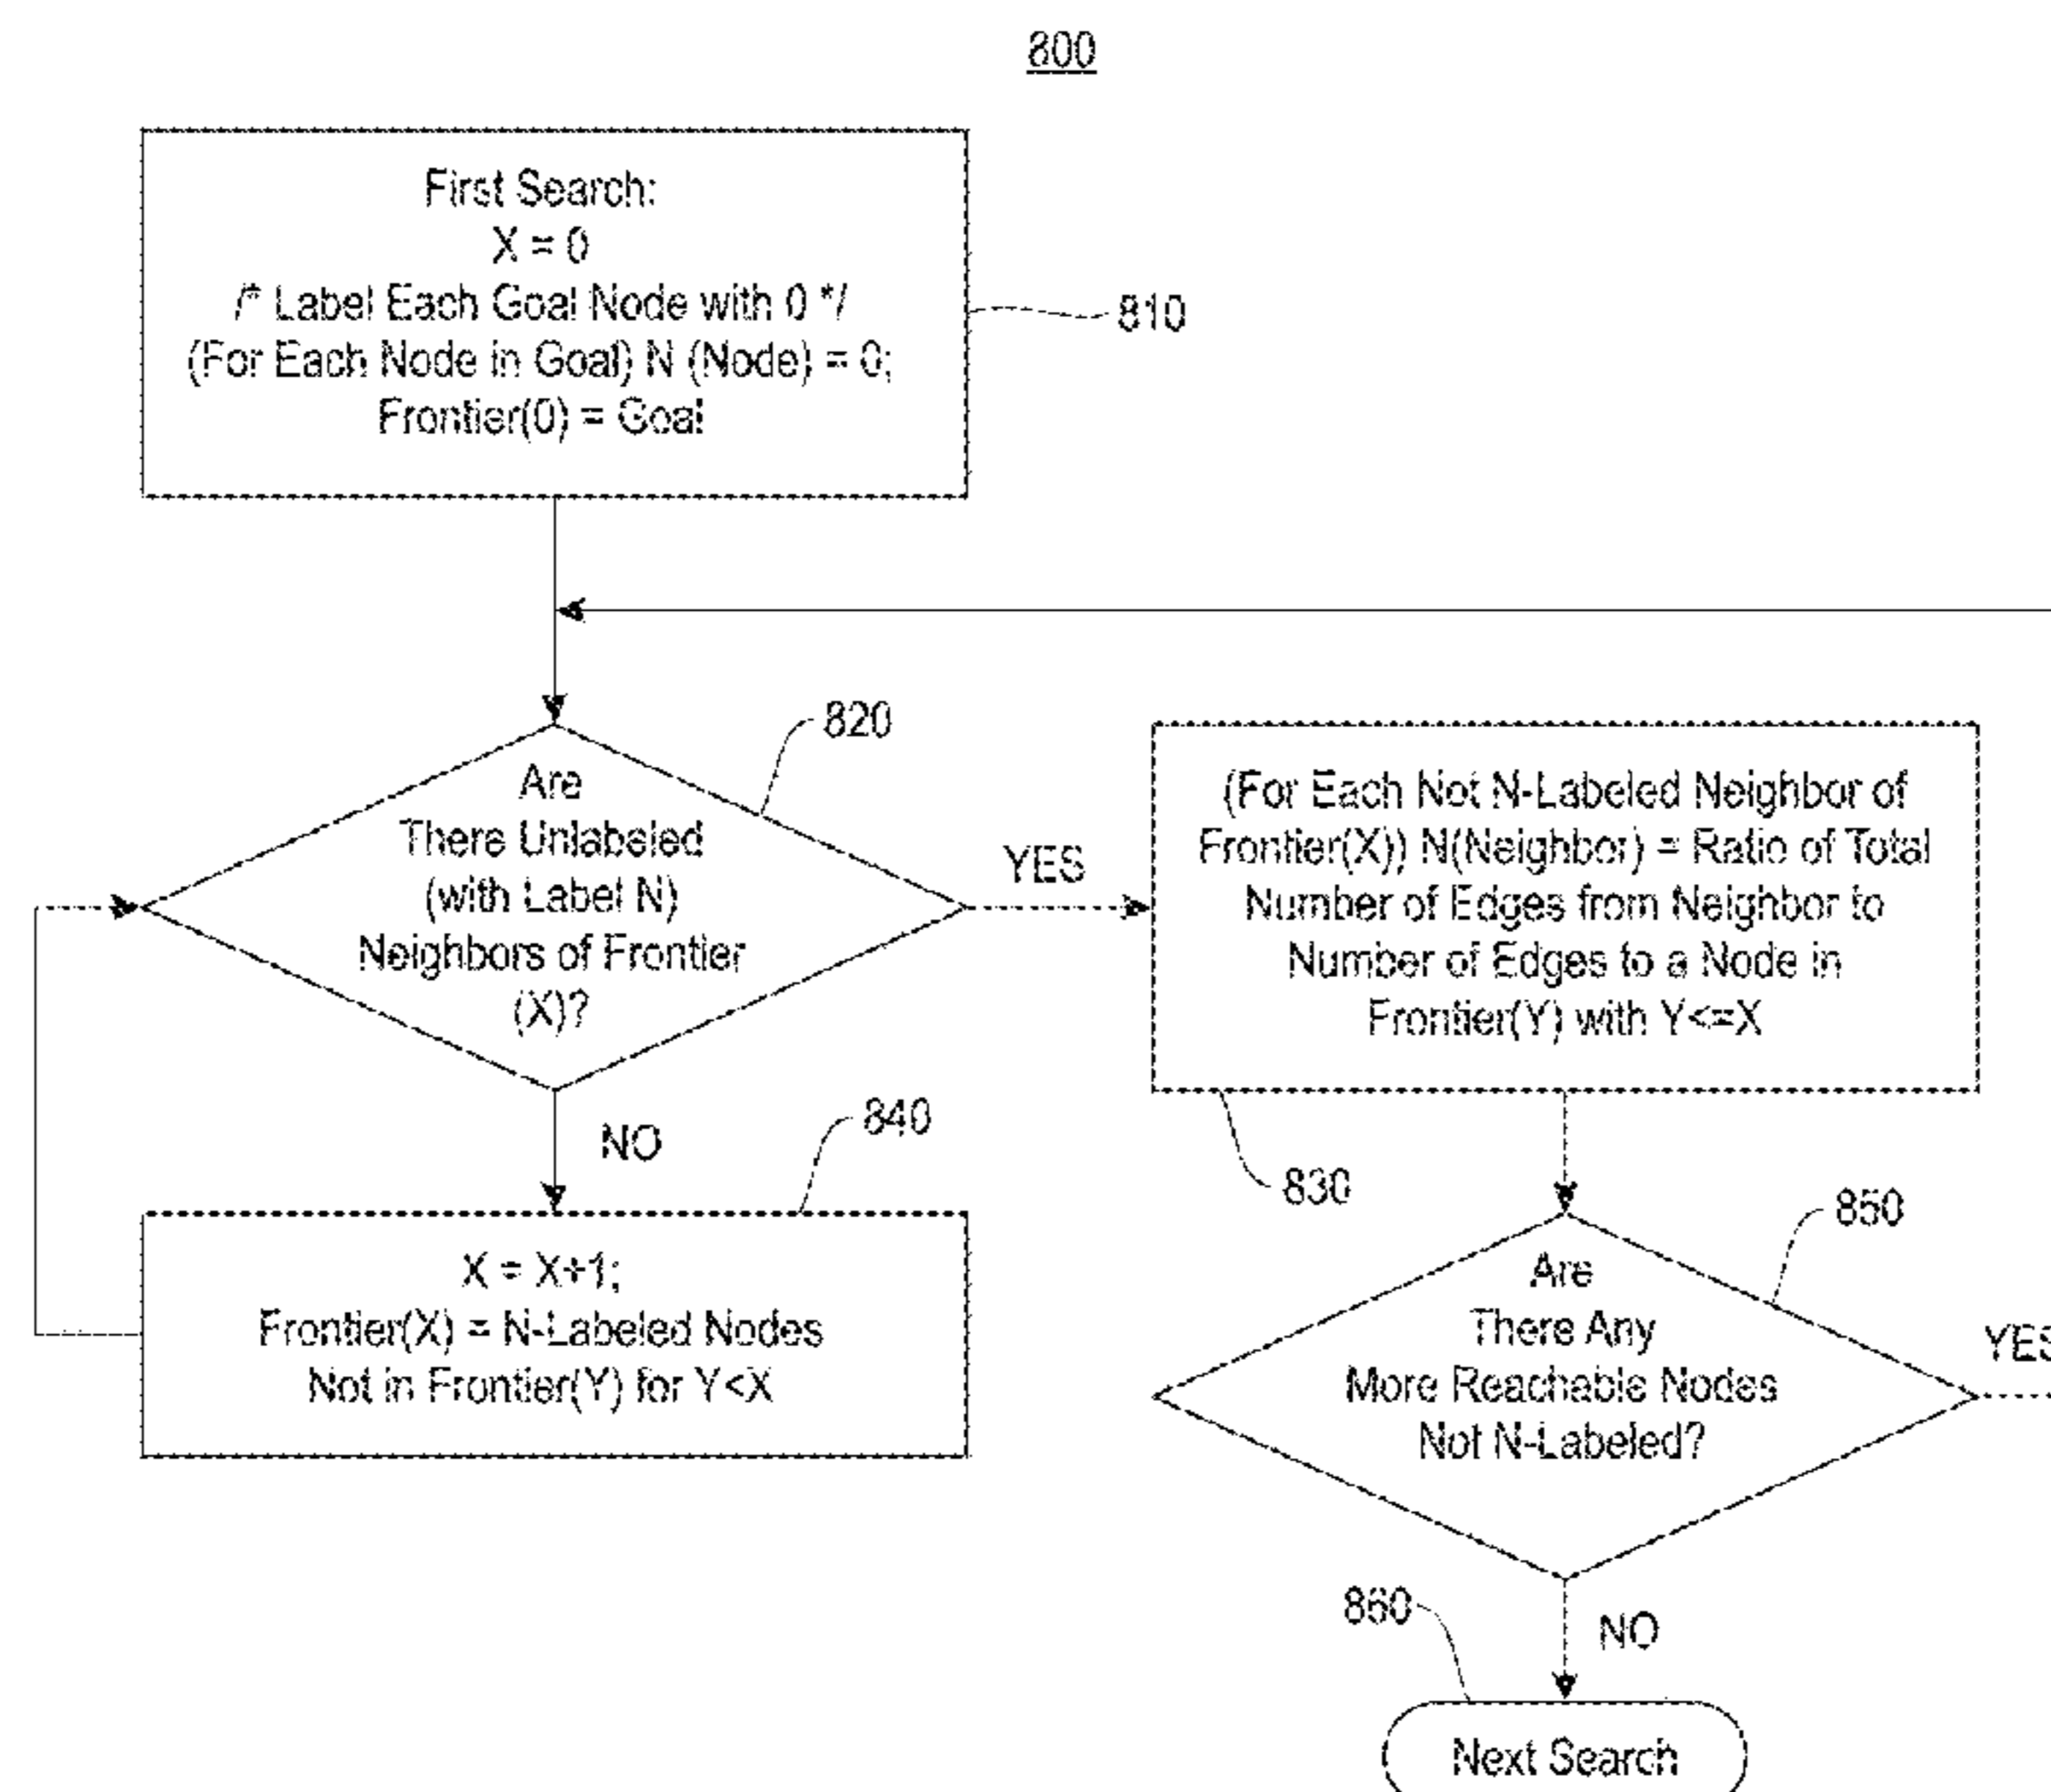 800
First Search:
X = 0
/* Label Each Goal Node with 0 */
(For Each Node in Goal) N (Node) = 0;
Frontier(0) = Goal
810
820
Are
There Unlabeled
(with Label N)
Neighbors of Frontier
(X)?
YES
(For Each Not N-Labeled Neighbor of
Frontier(X)) N(Neighbor) = Ratio of Total
Number of Edges from Neighbor to
Number of Edges to a Node in
Frontier(Y) with Y<=X
NO
840
830
X = X+1;
Frontier(X) = N-Labeled Nodes
Not in Frontier(Y) for Y<X
850
Are
There Any
More Reachable Nodes
Not N-Labeled?
YES
860
NO
Next Search